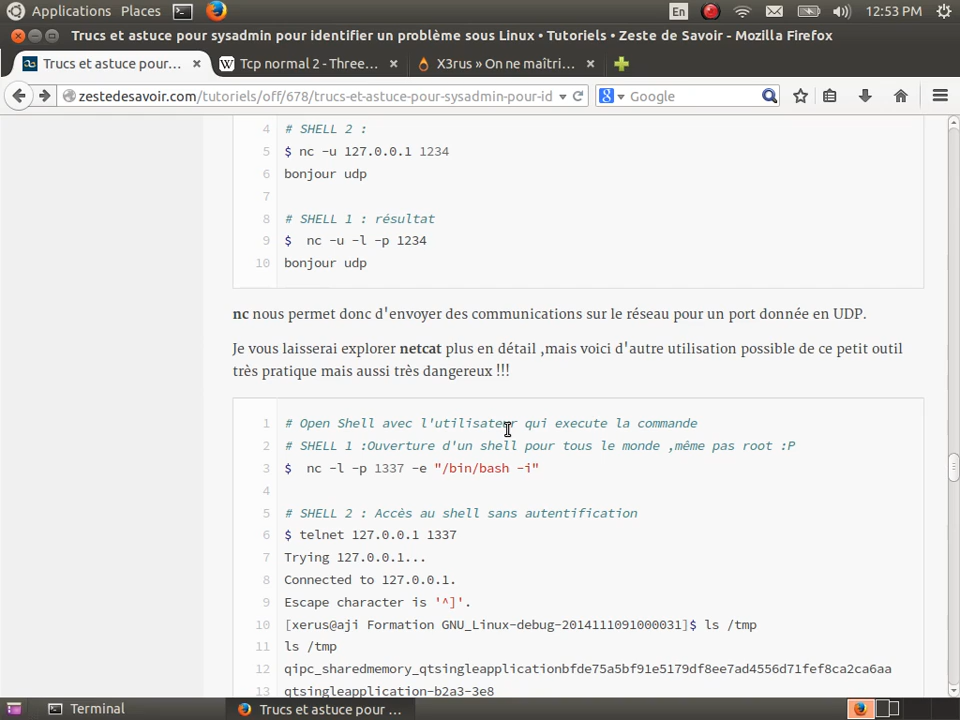 Applications Places En 12:53 PM
Trucs et astuce pour sysadmin pour identifier un problème sous Linux • Tutoriels • Zeste de Savoir - Mozilla Firefox
Trucs et astuce pour... Tcp normal 2 - Three... X3rus » On ne maîtri...
zestedesavoir.com/tutoriels/off/678/trucs-et-astuce-pour-sysadmin-pour-id Google
4 # SHELL 2 :
5 $ nc -u 127.0.0.1 1234
6 bonjour udp
7
8 # SHELL 1 : résultat
9 $ nc -u -l -p 1234
10 bonjour udp
nc nous permet donc d'envoyer des communications sur le réseau pour un port donnée en UDP.
Je vous laisserai explorer netcat plus en détail ,mais voici d'autre utilisation possible de ce petit outil
très pratique mais aussi très dangereux !!!
1 # Open Shell avec l'utilisateur qui execute la commande
2 # SHELL 1 :Ouverture d'un shell pour tous le monde ,même pas root :P
3 $ nc -l -p 1337 -e "/bin/bash -i"
4
5 # SHELL 2 : Accès au shell sans autentification
6 $ telnet 127.0.0.1 1337
7 Trying 127.0.0.1...
8 Connected to 127.0.0.1.
9 Escape character is '^]'.
10 [xerus@aji Formation GNU_Linux-debug-2014111091000031]$ ls /tmp
11 ls /tmp
12 qipc_sharedmemory_qtsingleapplicationbfde75a5bf91e5179df8ee7ad4556d71fef8ca2ca6aa
13 qtsingleapplication-b2a3-3e8
Terminal Trucs et astuce pour ...